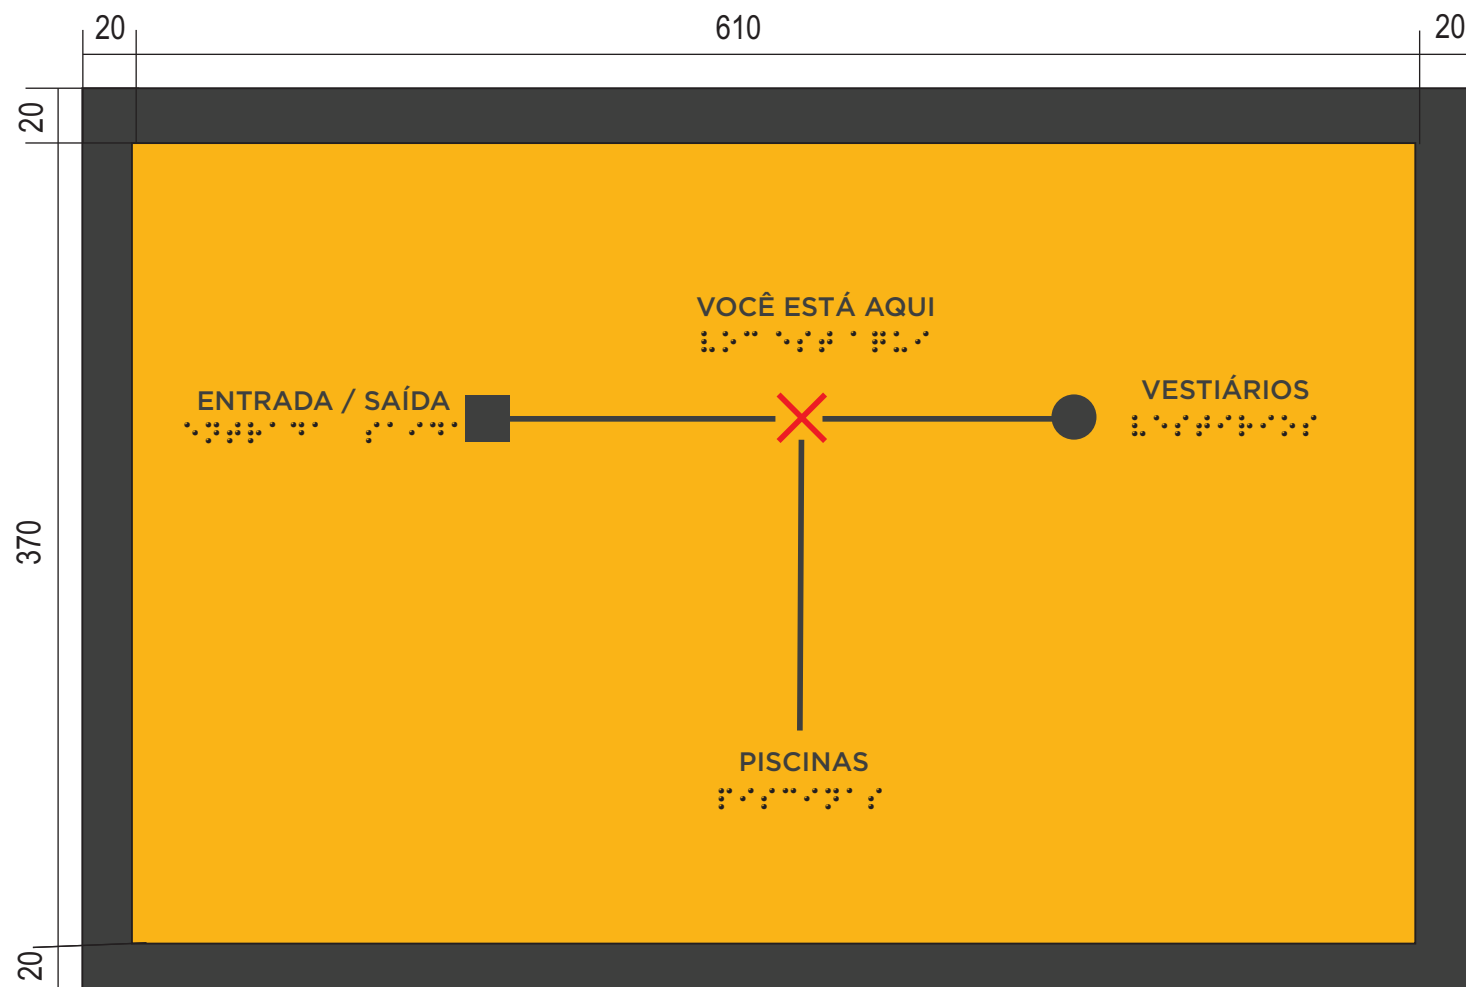 20 610 20
20
VOCÊ ESTÁ AQUI
ENTRADA / SAÍDA
VESTIÁRIOS
370
PISCINAS
20